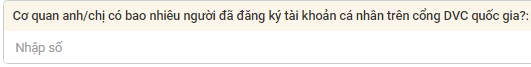 Cơ quan anh/chị có bao nhiêu người đã đăng ký tài khoản cá nhân trên cổng DVC quốc gia?:
Nhập số